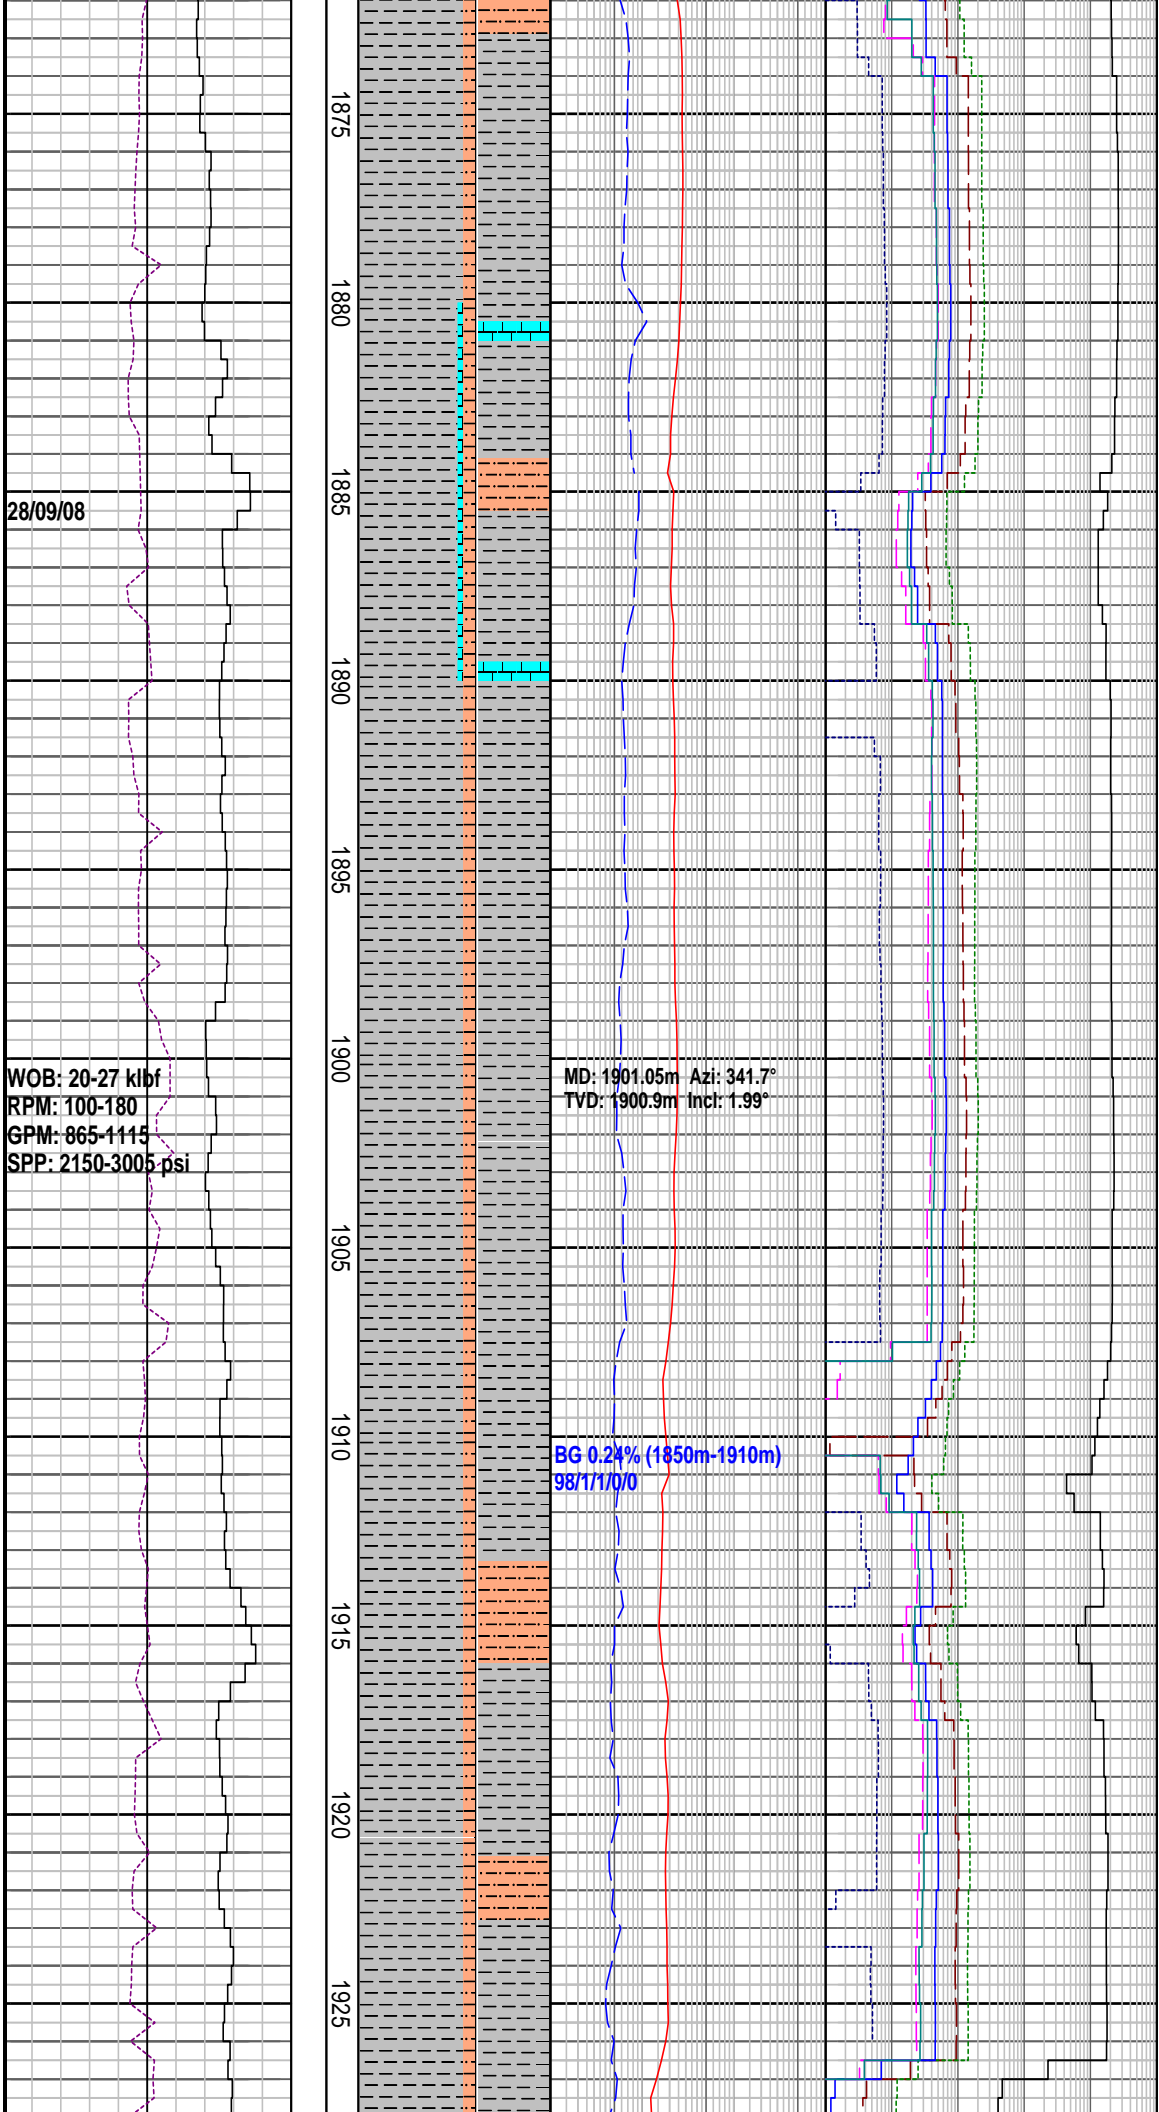 1875
1880
1885
28/09/08
1890
1895
1900
WOB: 20-27 klbf
RPM: 100-180
GPM: 865-1115
SPP: 2150-3005 psi
MD: 1901.05m Azi: 341.7°
TVD: 1900.9m Incl: 1.99°
1905
1910
BG 0.24% (1850m-1910m)
98/1/1/0/0
1915
1920
1925